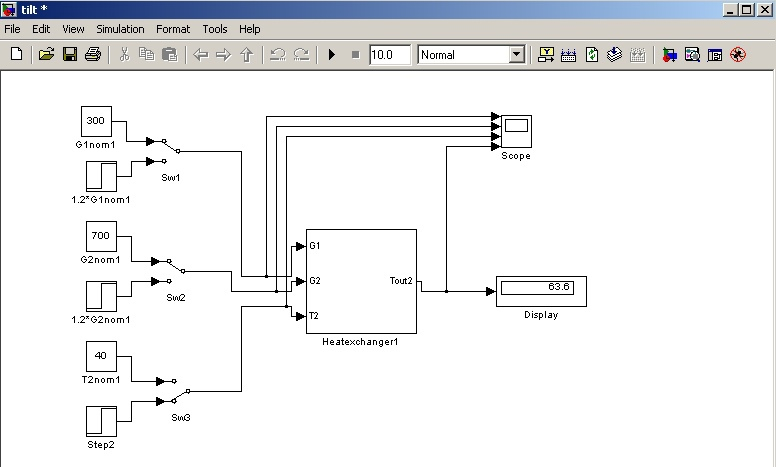 tilt *
File Edit View Simulation Format Tools Help
10.0 Normal
300
G1nom1
Sw1
1.2*G1nom1
Scope
700
G2nom1
Sw2
1.2*G2nom1
G1
G2
T2
Tout2
Heatexchanger1
63.6
Display
40
T2nom1
Sw3
Step2